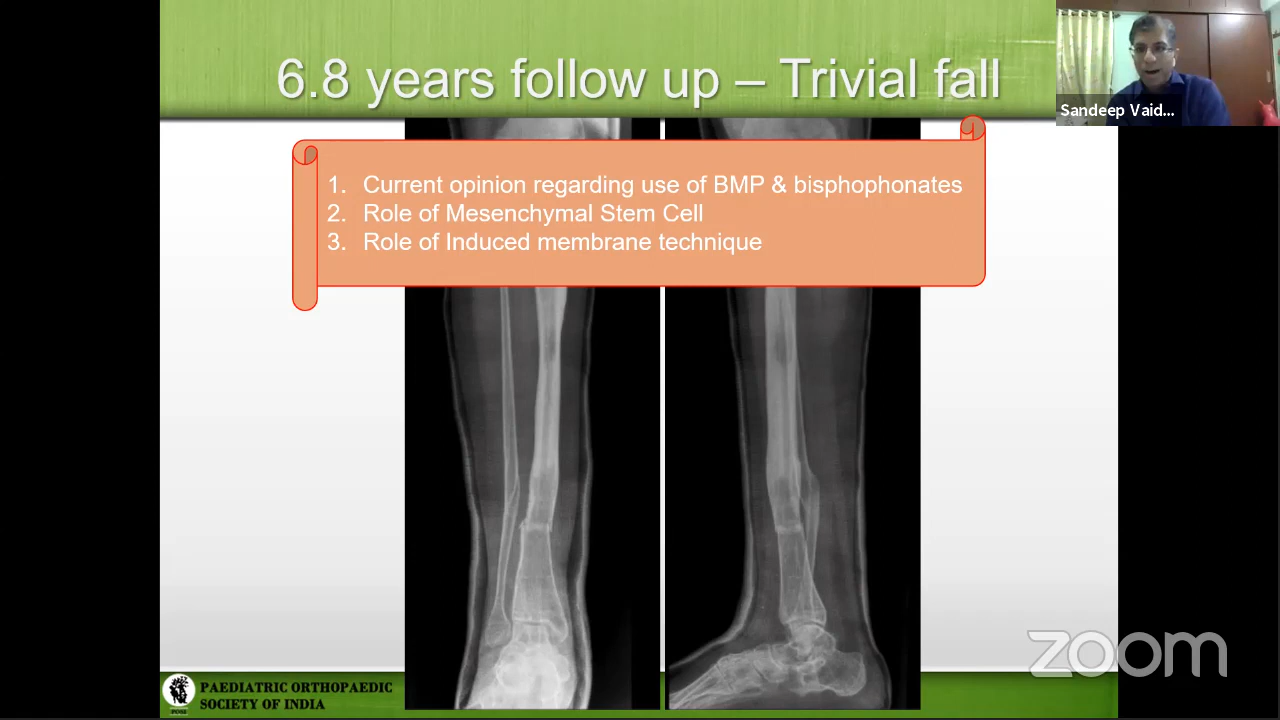 6.8 years follow up – Trivial fall
Sandeep Vaid...
1. Current opinion regarding use of BMP & bisphophonates
2. Role of Mesenchymal Stem Cell
3. Role of Induced membrane technique
zoom
PAEDIATRIC ORTHOPAEDIC
SOCIETY OF INDIA